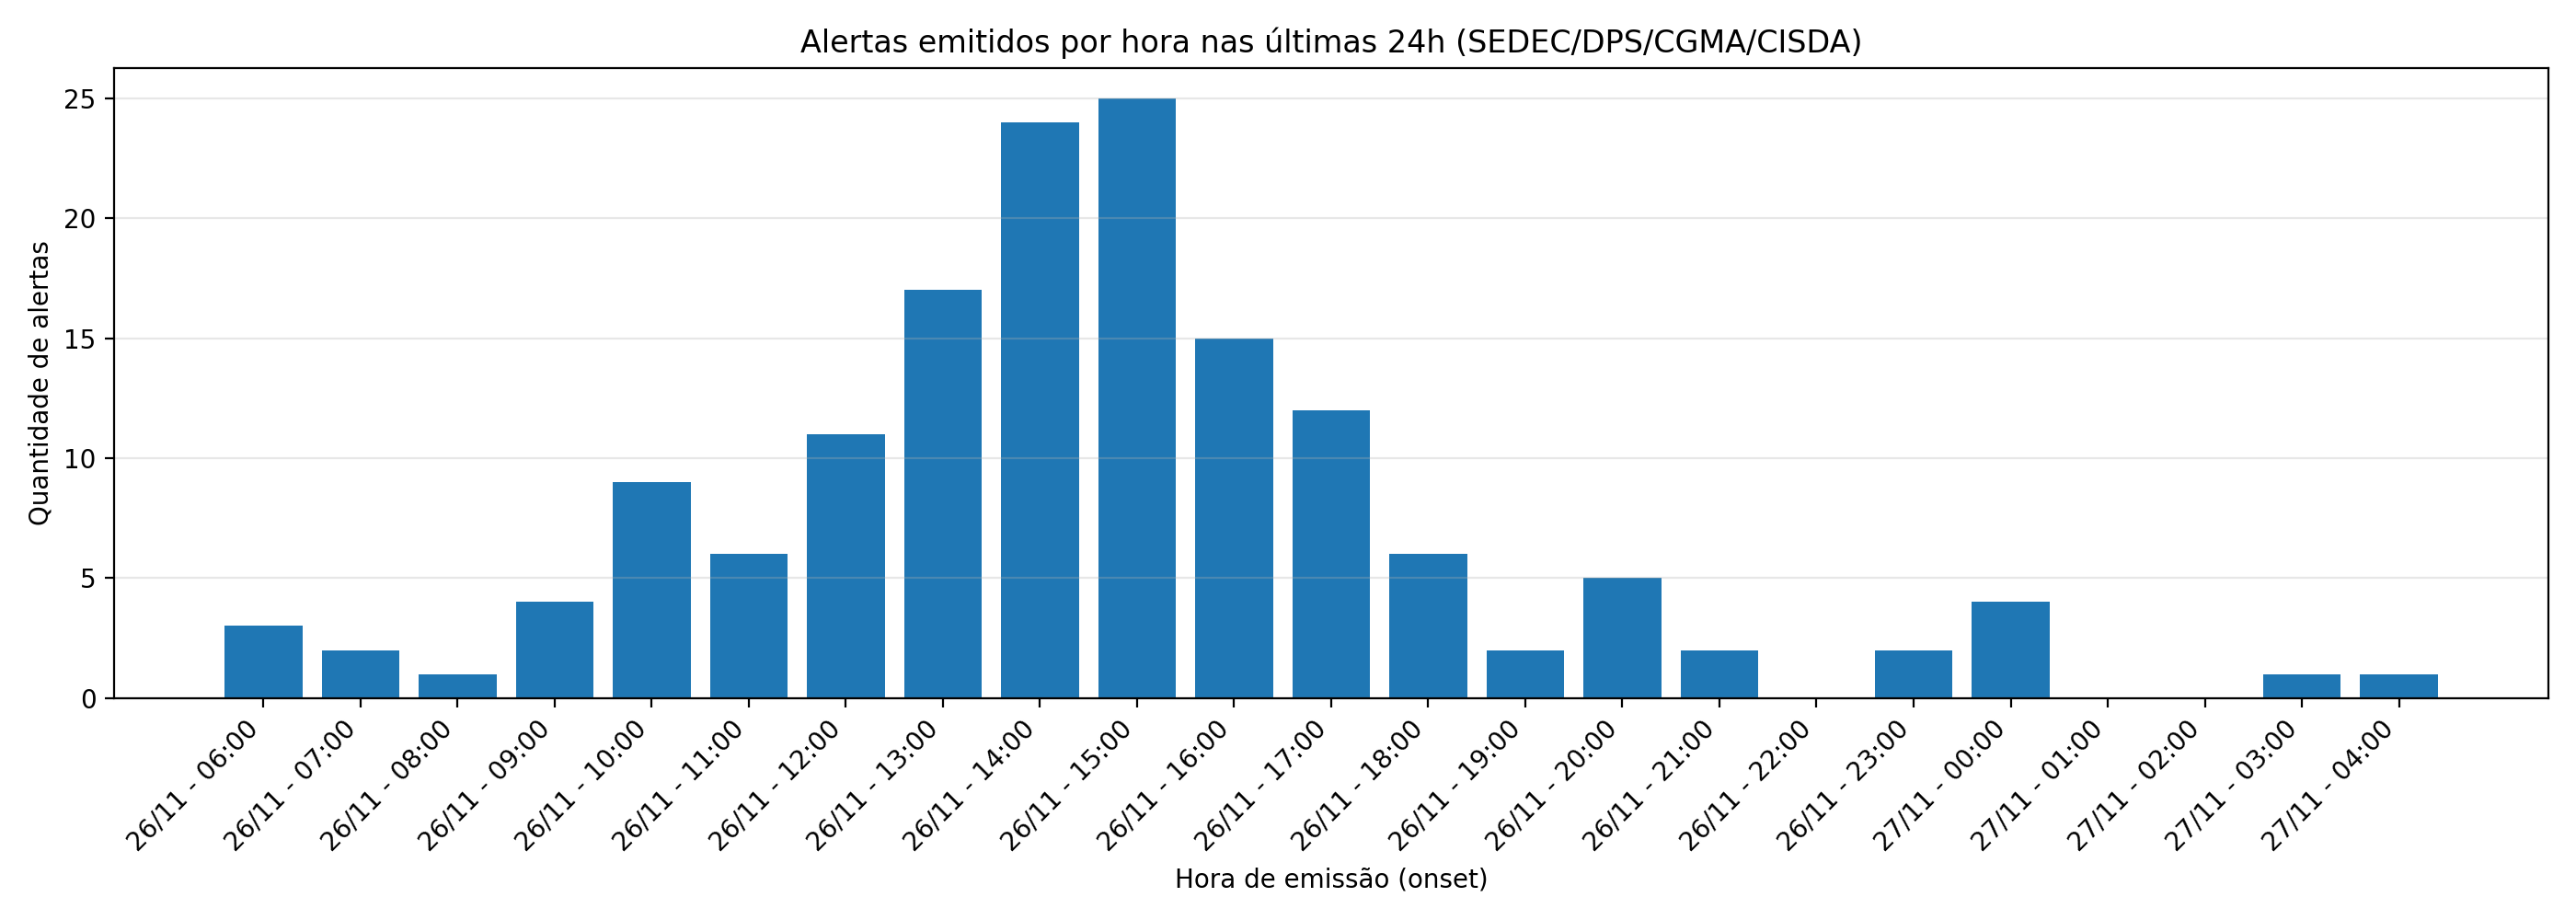 Alertas emitidos por hora nas últimas 24h (SEDEC/DPS/CGMA/CISDA)
Quantidade de alertas
25
20
15
10
5
0
26/11 - 06:00
26/11 - 07:00
26/11 - 08:00
26/11 - 09:00
26/11 - 10:00
26/11 - 11:00
26/11 - 12:00
26/11 - 13:00
26/11 - 14:00
26/11 - 15:00
26/11 - 16:00
26/11 - 17:00
26/11 - 18:00
26/11 - 19:00
26/11 - 20:00
26/11 - 21:00
26/11 - 22:00
26/11 - 23:00
27/11 - 00:00
27/11 - 01:00
27/11 - 02:00
27/11 - 03:00
27/11 - 04:00
Hora de emissão (onset)